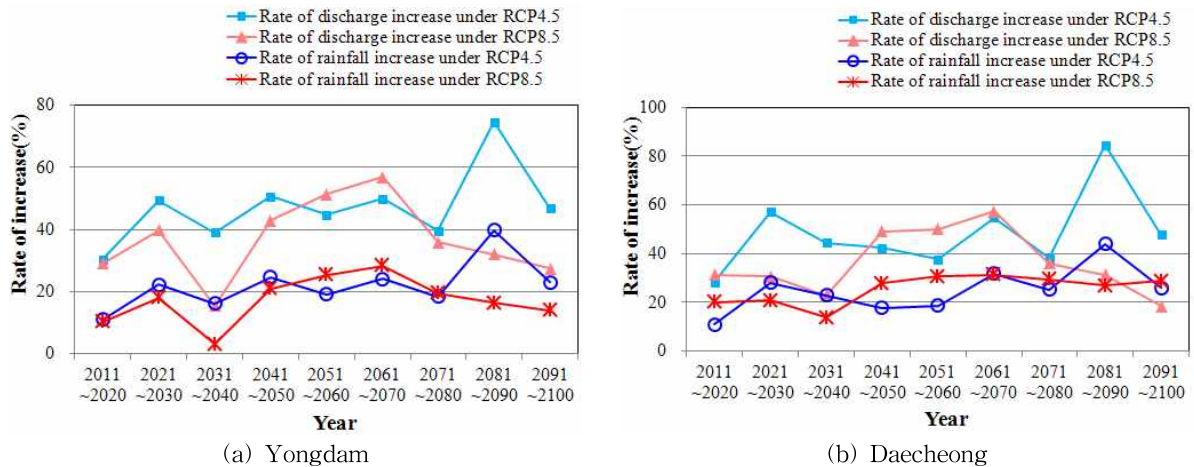 Rate of discharge increase under RCP4.5
Rate of discharge increase under RCP8.5
Rate of rainfall increase under RCP4.5
Rate of rainfall increase under RCP8.5
Rate of increase(%)
80
60
40
20
0
2011 2021 2031 2041 2051 2061 2071 2081 2091
~2020 ~2030 ~2040 ~2050 ~2060 ~2070 ~2080 ~2090 ~2100
Year
(a) Yongdam
Rate of discharge increase under RCP4.5
Rate of discharge increase under RCP8.5
Rate of rainfall increase under RCP4.5
Rate of rainfall increase under RCP8.5
Rate of increase(%)
100
80
60
40
20
0
2011 2021 2031 2041 2051 2061 2071 2081 2091
~2020 ~2030 ~2040 ~2050 ~2060 ~2070 ~2080 ~2090 ~2100
Year
(b) Daecheong